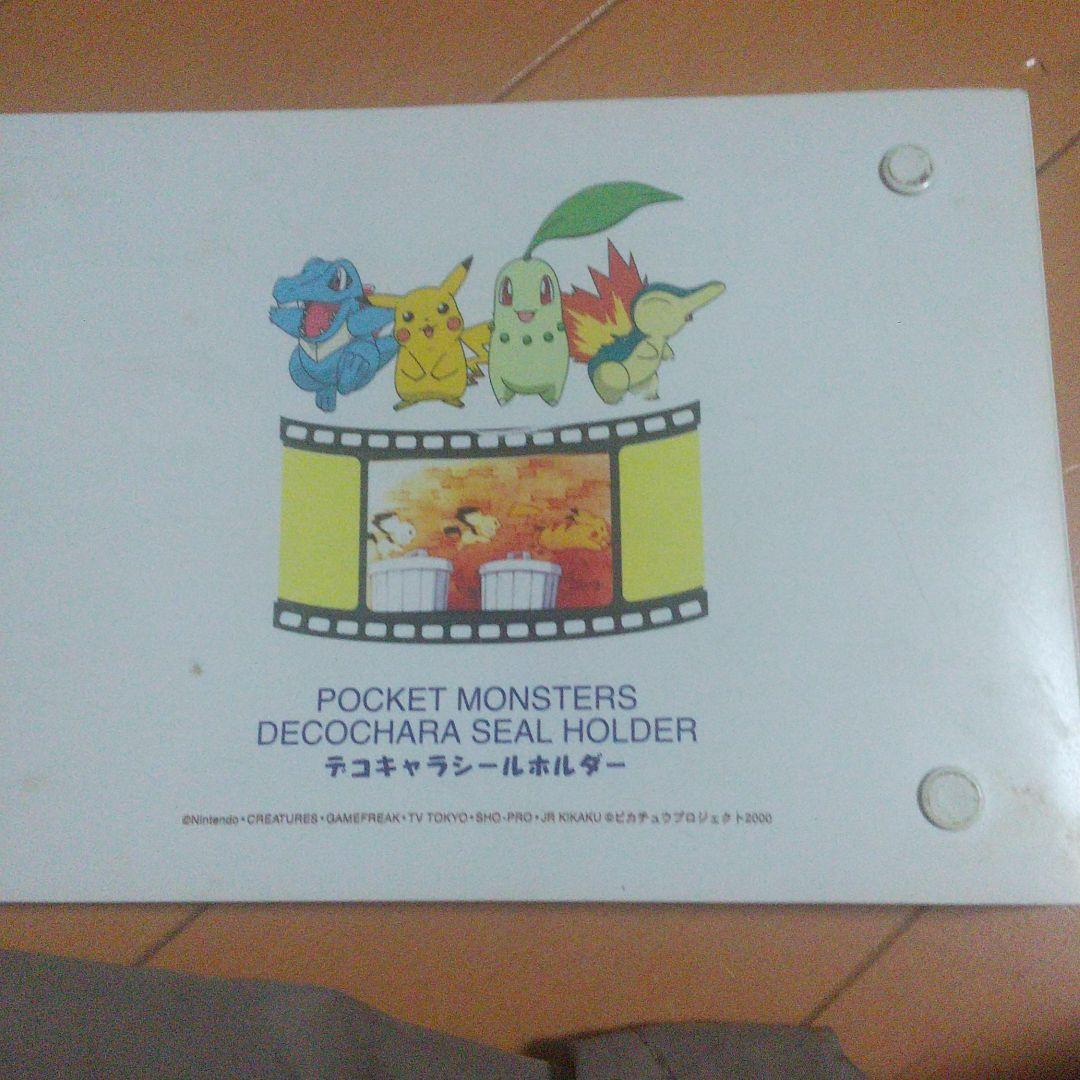 POCKET MONSTERS
DECOCHARA SEAL HOLDER
デコキャラシールホルダー
©Nintendo・CREATURES・GAMEFREAK・TV TOKYO・SHO-PRO・JR KIKAKU ©ピカチュウプロジェクト2000